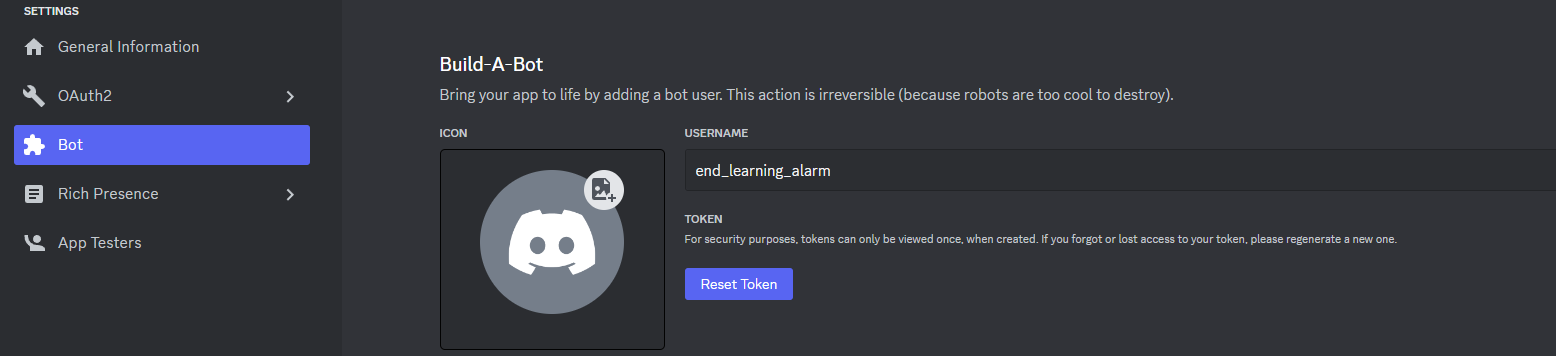 SETTINGS
General Information
OAuth2
Bot
Rich Presence
App Testers
Build-A-Bot
Bring your app to life by adding a bot user. This action is irreversible (because robots are too cool to destroy).
ICON
USERNAME
end_learning_alarm
TOKEN
For security purposes, tokens can only be viewed once, when created. If you forgot or lost access to your token, please regenerate a new one.
Reset Token